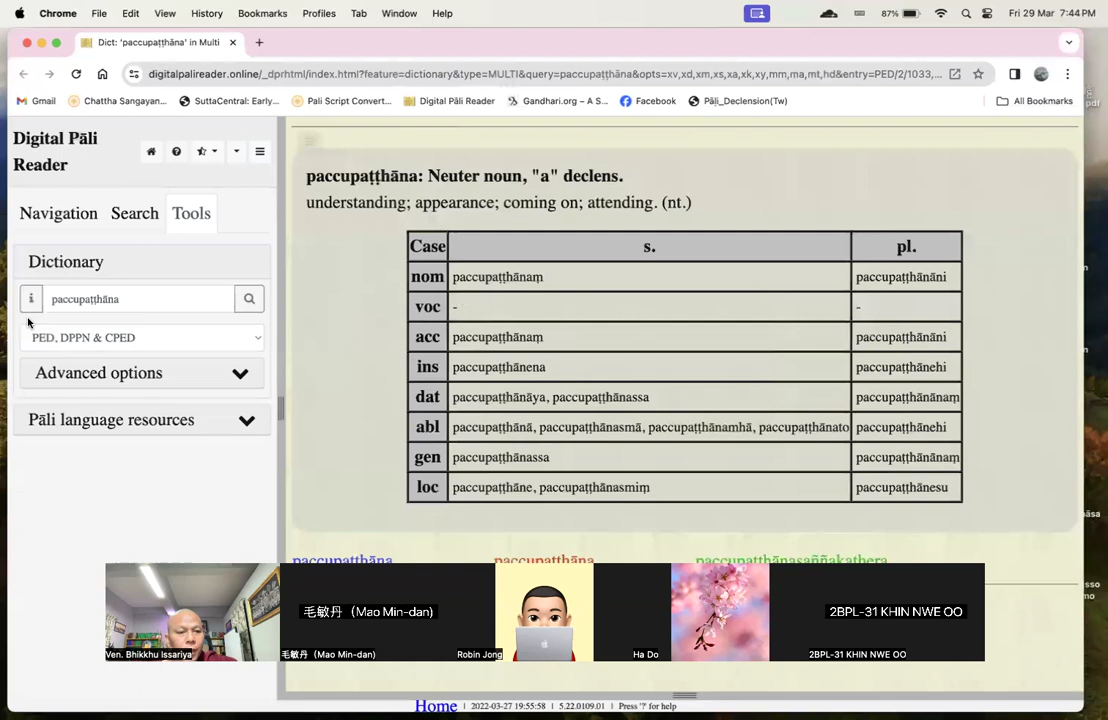 Chrome File Edit View History Bookmarks Profiles Tab Window Help 87% Fri 29 Mar 7:44 PM
Dict: 'paccupaṭṭhāna' in Multi
digitalpalireader.online/_dprhtml/index.html?feature=dictionary&type=MULTI&query=paccupaṭṭhāna&opts=xv,xd,xm,xs,xa,xk,xy,mm,ma,mt,hd&entry=PED/2/1033,...
Gmail Chattha Sangayan... SuttaCentral: Early... Pali Script Convert... Digital Pāli Reader Gandhari.org – A S... Facebook Pāḷi_Declension(Tw) All Bookmarks
pdf
Digital Pāli
Reader
Navigation Search Tools
Dictionary
i paccupaṭṭhāna
PED, DPPN & CPED
Advanced options
Pāli language resources
paccupaṭṭhāna: Neuter noun, "a" declens.
understanding; appearance; coming on; attending. (nt.)
Case s. pl.
nom paccupaṭṭhānaṃ paccupaṭṭhānāni
voc - -
acc paccupaṭṭhānaṃ paccupaṭṭhānāni
ins paccupaṭṭhānena paccupaṭṭhānehi
dat paccupaṭṭhānāya, paccupaṭṭhānassa paccupaṭṭhānānaṃ
abl paccupaṭṭhānā, paccupaṭṭhānasmā, paccupaṭṭhānamhā, paccupaṭṭhānato paccupaṭṭhānehi
gen paccupaṭṭhānassa paccupaṭṭhānānaṃ
loc paccupaṭṭhāne, paccupaṭṭhānasmiṃ paccupaṭṭhānesu
paccupaṭṭhāna paccupaṭṭhāna paccupaṭṭhānasaññakathera
毛敏丹（Mao Min-dan) 2BPL-31 KHIN NWE OO
Ven. Bhikkhu Issariya 毛敏丹（Mao Min-dan) Robin Jong Ha Do 2BPL-31 KHIN NWE OO
Home | 2022-03-27 19:55:58 | 5.22.0109.01 | Press '?' for help